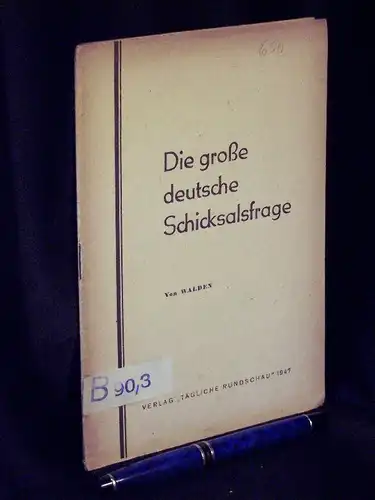 Die große
deutsche
Schicksalsfrage
Von WALDEN
B 90,3
VERLAG „TÄGLICHE RUNDSCHAU" 1947